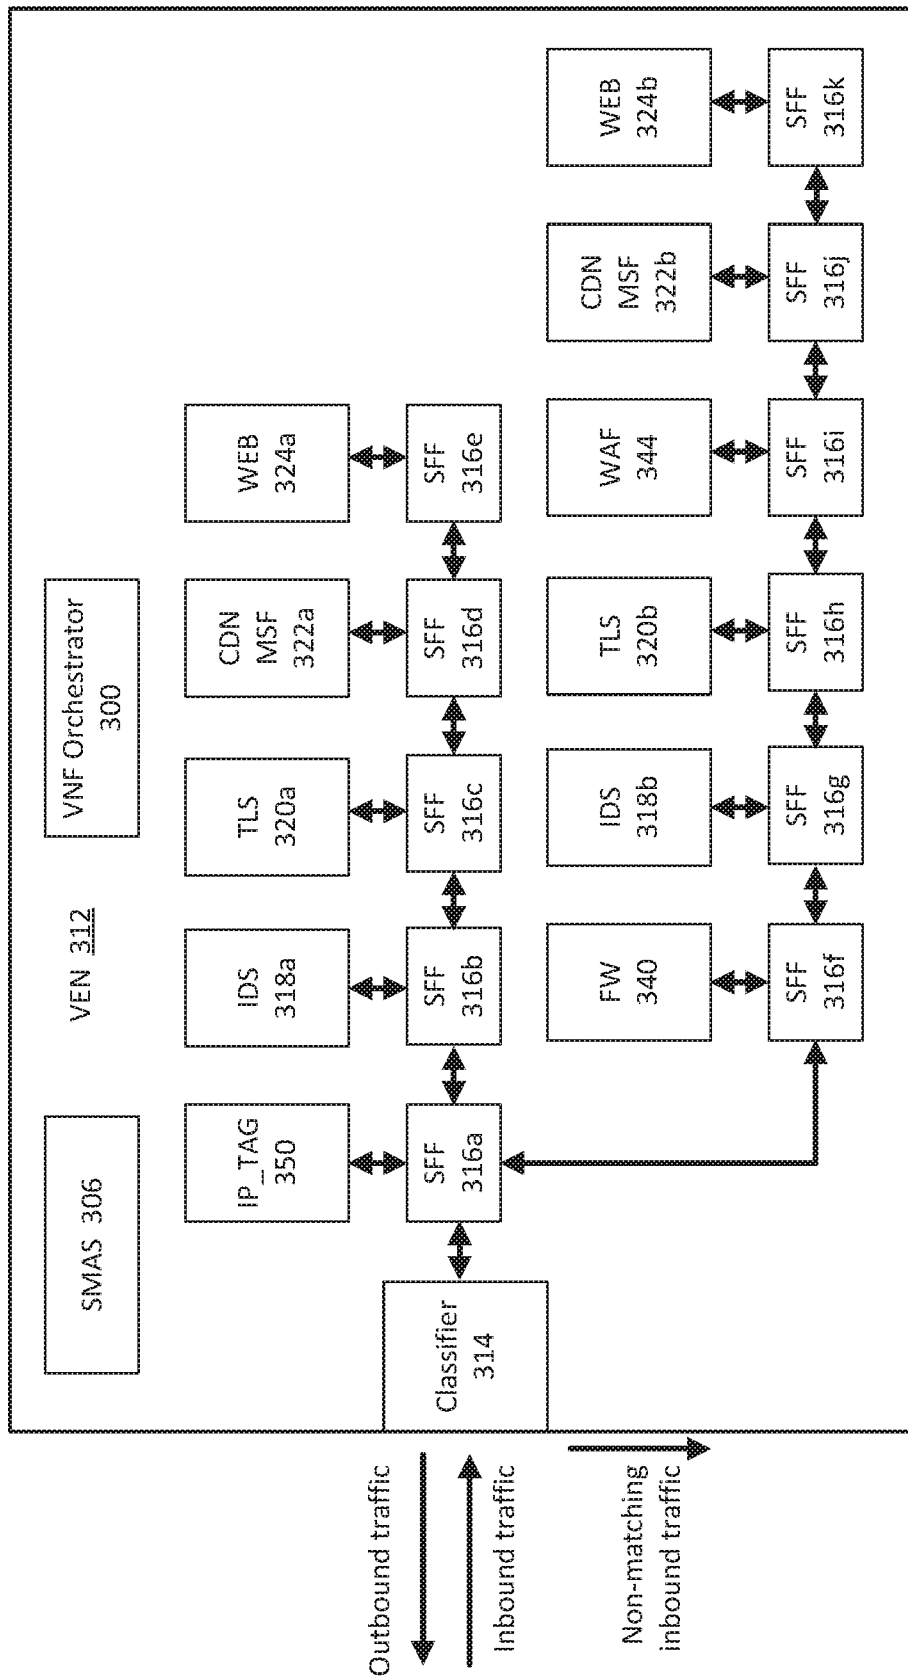 SMAS 306
VEN 312
VNF Orchestrator
300
IP_TAG
350
IDS
318a
TLS
320a
CDN
MSF
322a
WEB
324a
Classifier
314
SFF
316a
SFF
316b
SFF
316c
SFF
316d
SFF
316e
Outbound traffic
Inbound traffic
Non-matching
inbound traffic
FW
340
IDS
318b
TLS
320b
WAF
344
CDN
MSF
322b
WEB
324b
SFF
316f
SFF
316g
SFF
316h
SFF
316i
SFF
316j
SFF
316k